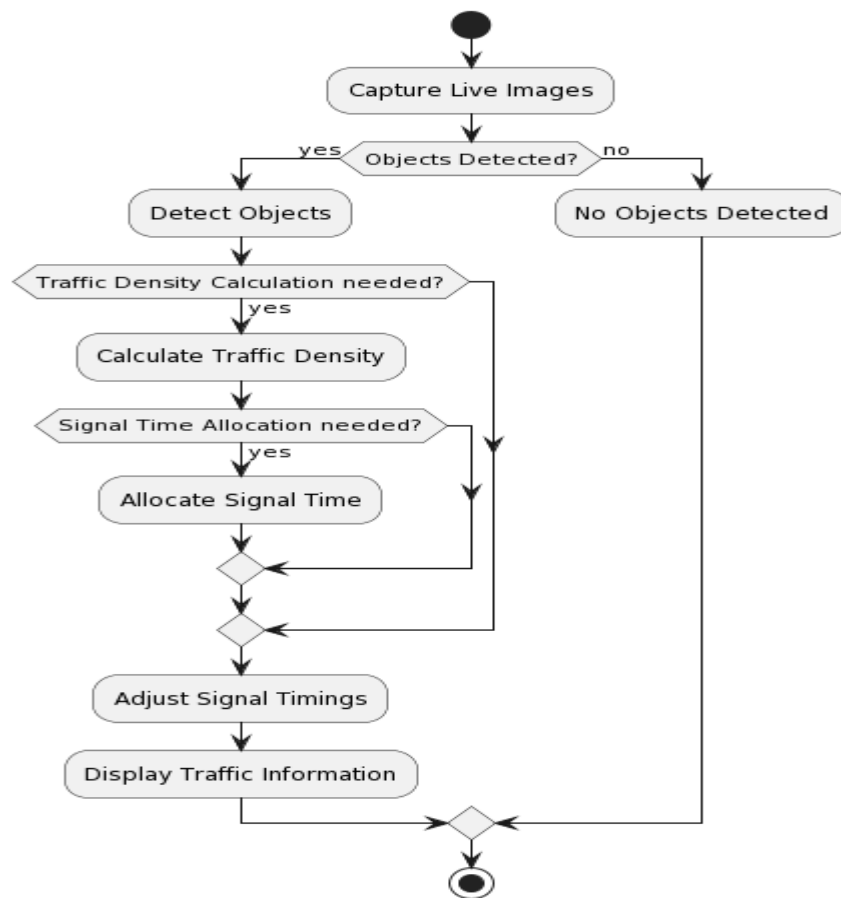 Capture Live Images
yes
Objects Detected?
no
Detect Objects
No Objects Detected
Traffic Density Calculation needed?
yes
Calculate Traffic Density
Signal Time Allocation needed?
yes
Allocate Signal Time
Adjust Signal Timings
Display Traffic Information